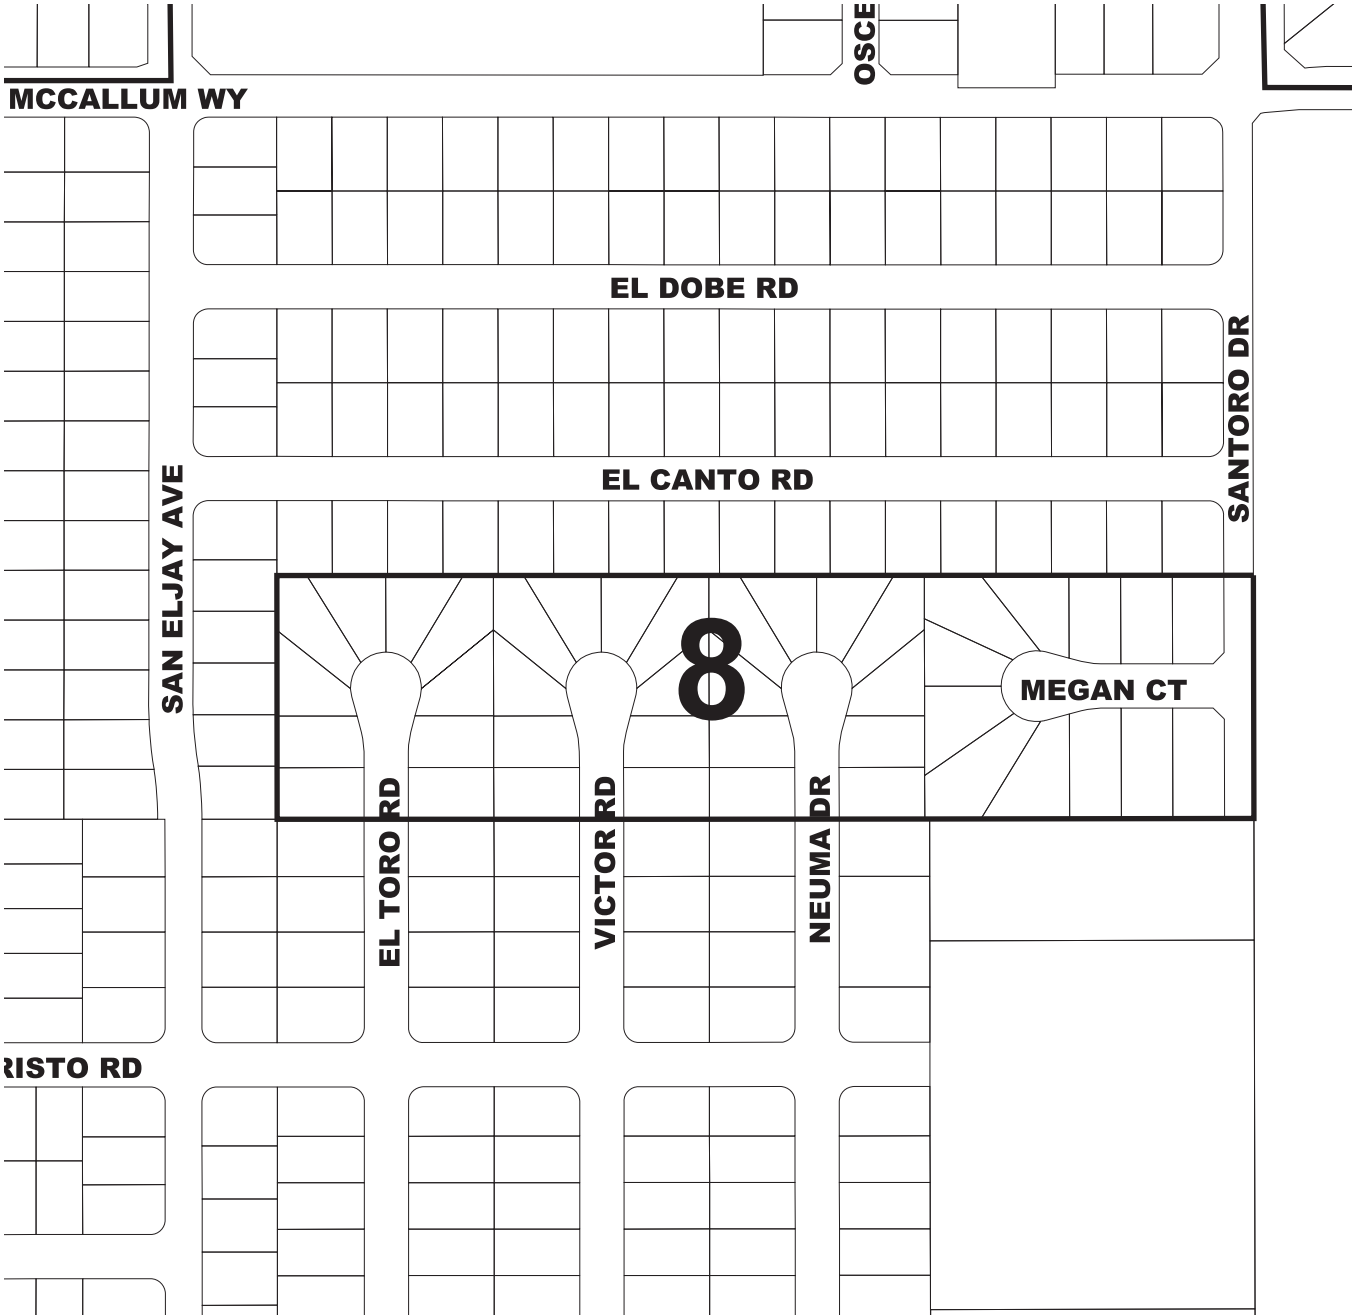 OSCE
MCCALLUM WY
EL DOBE RD
SANTORO DR
EL CANTO RD
SAN ELJAY AVE
8
MEGAN CT
EL TORO RD
VICTOR RD
NEUMA DR
RISTO RD